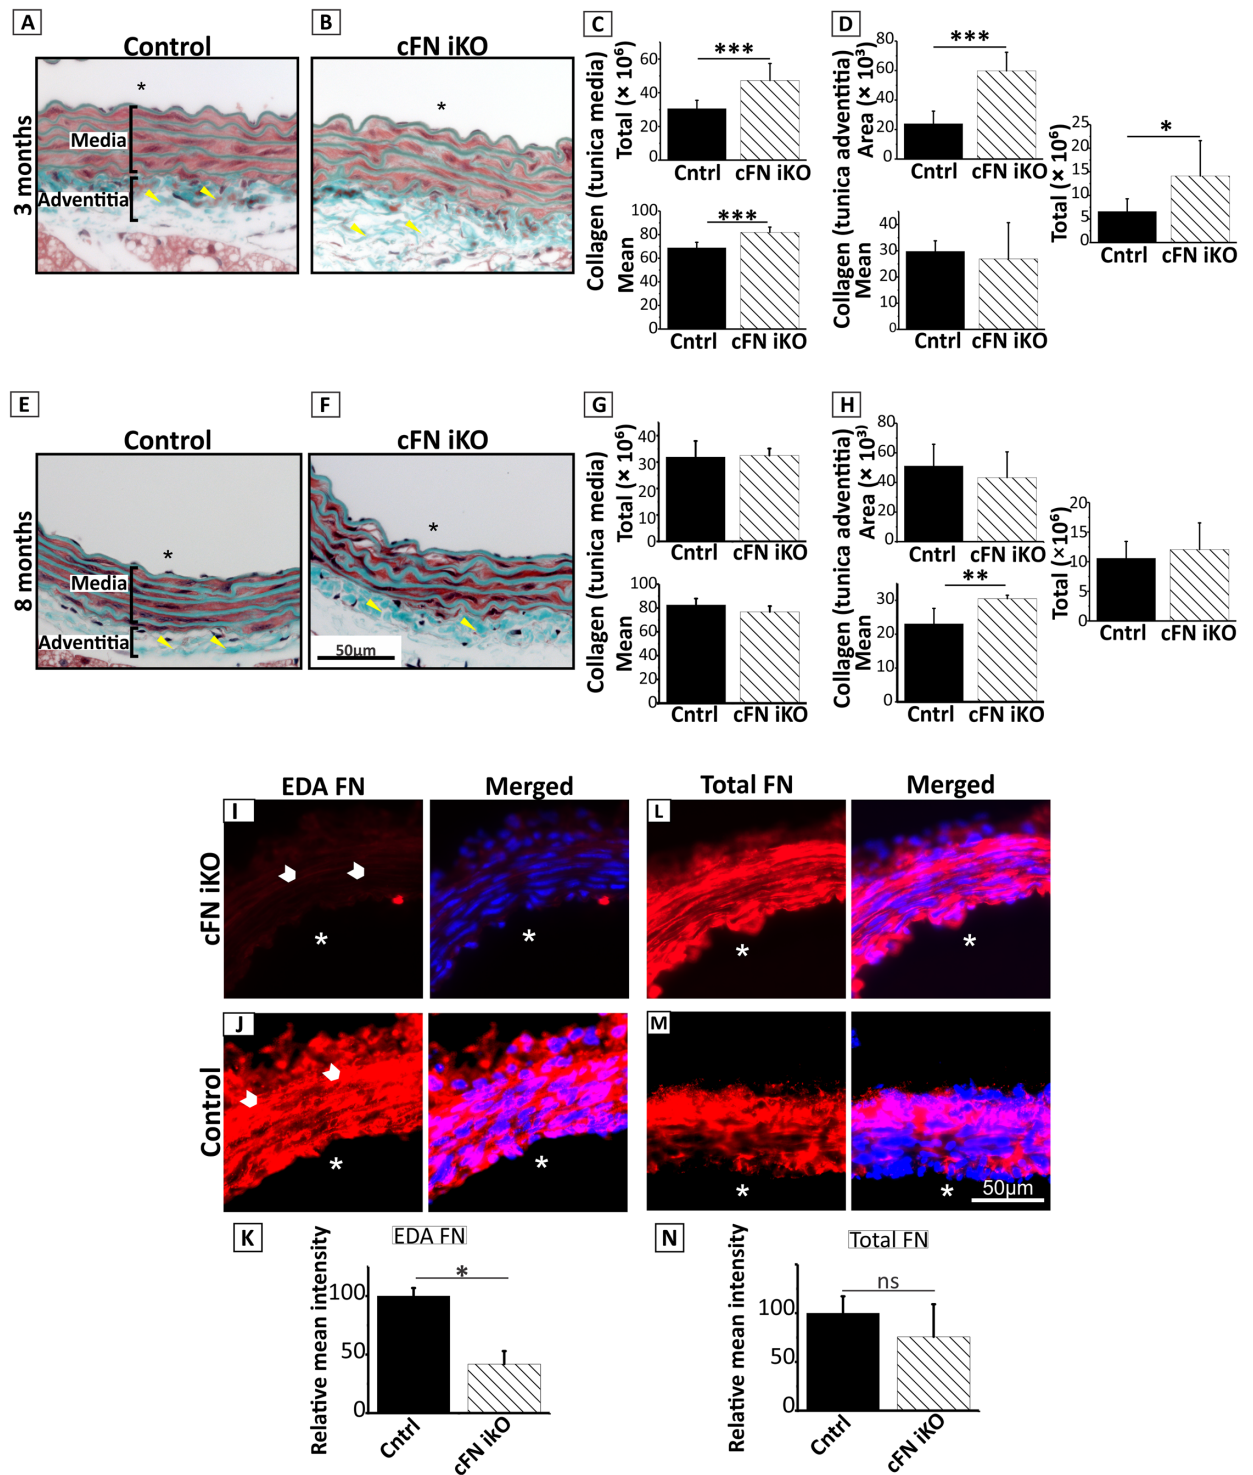 A
Control
B
cFN iKO
3 months
*
Media
Adventitia
*
C
Collagen (tunica media)
Total (× 10⁶)
60
40
20
0
***
Cntrl cFN iKO
Mean
100
80
60
40
20
0
***
Cntrl cFN iKO
D
Collagen (tunica adventitia)
Area (× 10³)
80
60
40
20
0
***
Cntrl cFN iKO
Mean
40
30
20
10
0
Cntrl cFN iKO
Total (× 10⁶)
25
20
15
10
5
0
*
Cntrl cFN iKO
E
Control
F
cFN iKO
8 months
*
Media
Adventitia
*
50µm
G
Collagen (tunica media)
Total (× 10⁶)
40
30
20
10
0
Cntrl cFN iKO
Mean
100
80
60
40
20
0
Cntrl cFN iKO
H
Collagen (tunica adventitia)
Area (× 10³)
80
60
40
20
0
Cntrl cFN iKO
Mean
30
20
10
0
**
Cntrl cFN iKO
Total (×10⁶)
20
15
10
5
0
Cntrl cFN iKO
EDA FN
Merged
Total FN
Merged
cFN iKO
I
*
*
L
*
*
Control
J
*
*
M
*
*
50µm
K
EDA FN
Relative mean intensity
100
50
0
*
Cntrl
cFN iKO
N
Total FN
Relative mean intensity
100
50
0
ns
Cntrl
cFN iKO